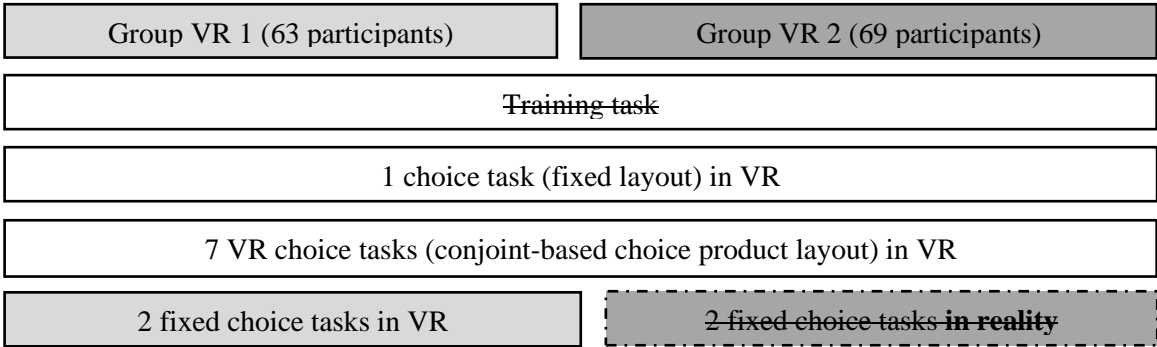 Group VR 1 (63 participants)
Group VR 2 (69 participants)
Training task
1 choice task (fixed layout) in VR
7 VR choice tasks (conjoint-based choice product layout) in VR
2 fixed choice tasks in VR
2 fixed choice tasks in reality